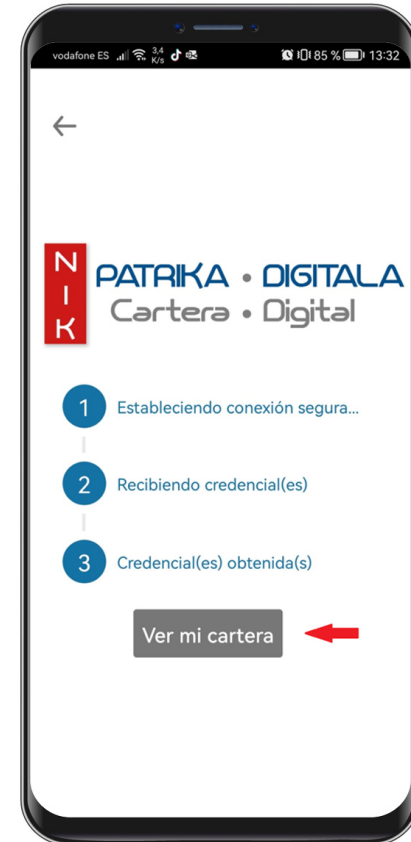 vodafone ES 3,4 K/s 85 % 13:32
NIK
PATRIKA • DIGITALA
Cartera • Digital
1 Estableciendo conexión segura...
2 Recibiendo credencial(es)
3 Credencial(es) obtenida(s)
Ver mi cartera